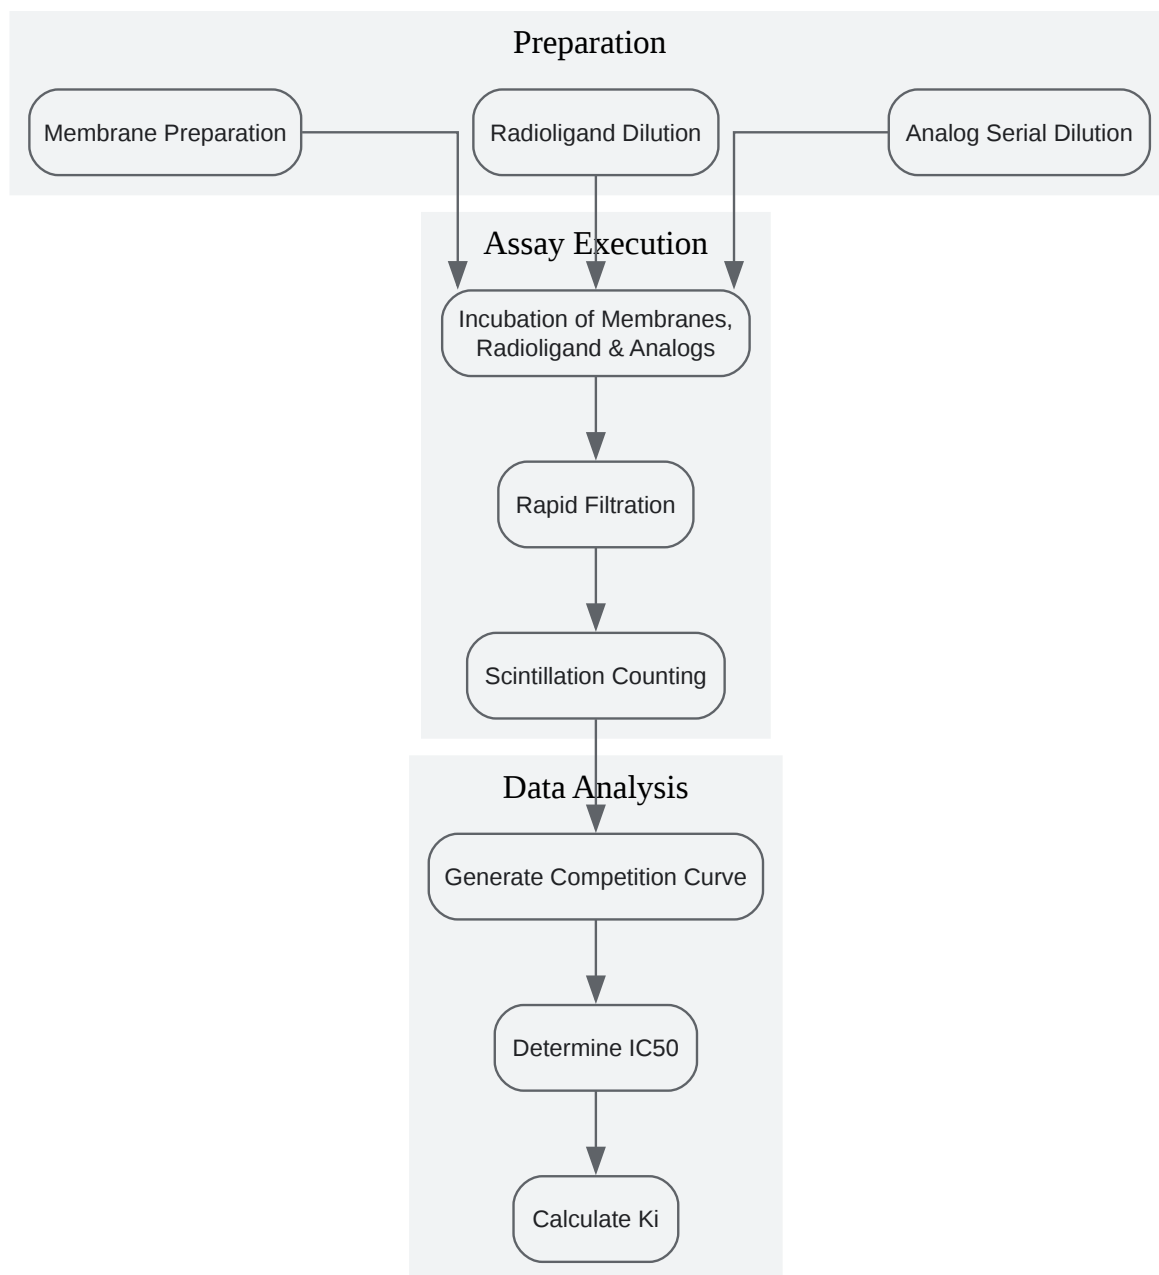 Preparation
Membrane Preparation
Radioligand Dilution
Analog Serial Dilution
Assay Execution
Incubation of Membranes,
Radioligand & Analogs
Rapid Filtration
Scintillation Counting
Data Analysis
Generate Competition Curve
Determine IC50
Calculate Ki